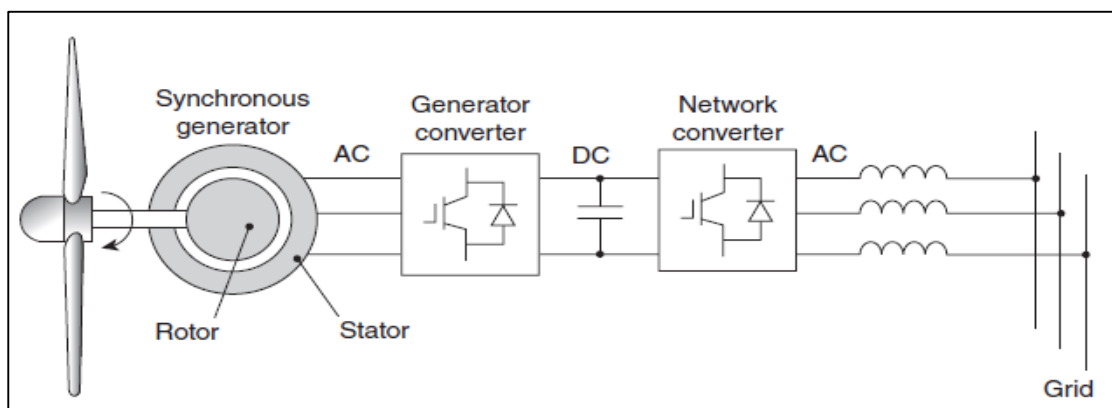 Synchronous
generator
Generator
converter
Network
converter
AC
DC
AC
Rotor
Stator
Grid